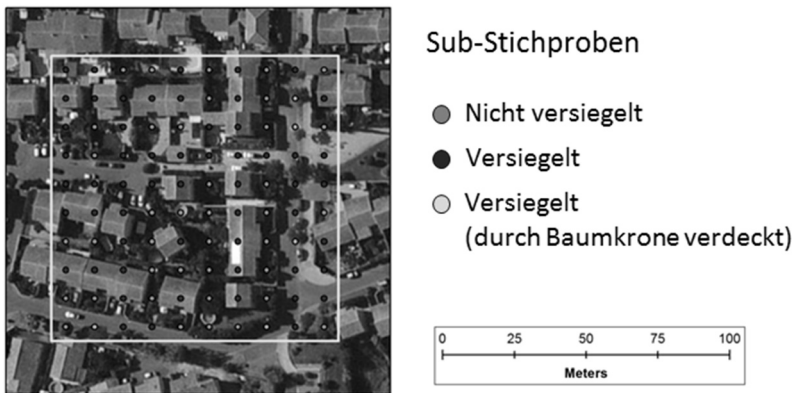 Sub-Stichproben
Nicht versiegelt
Versiegelt
Versiegelt
(durch Baumkrone verdeckt)
0 25 50 75 100
Meters